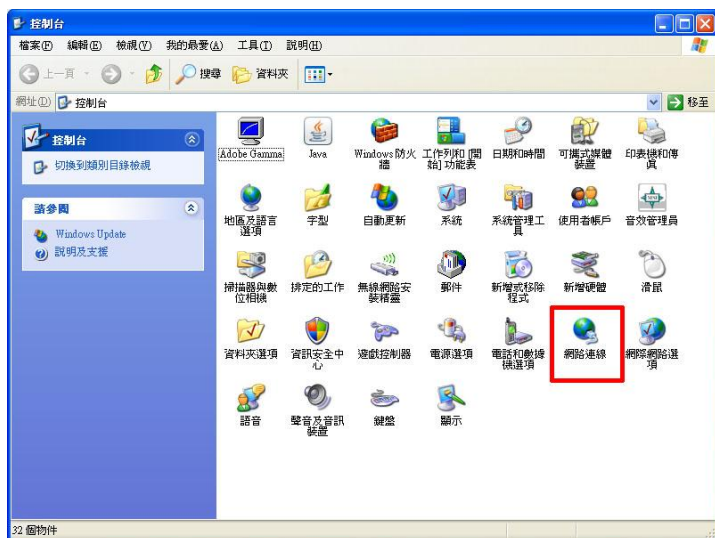 控制台
檔案(F) 編輯(E) 檢視(V) 我的最愛(A) 工具(T) 說明(H)
上一頁 搜尋 資料夾
網址(D) 控制台 移至
控制台
切換到類別目錄檢視
請參閱
Windows Update
說明及支援
Adobe Gamma
Java
Windows 防火
牆
工作列和 [開
始] 功能表
日期和時間
可攜式媒體
裝置
印表機和傳
真
地區及語言
選項
字型
自動更新
系統
系統管理工
具
使用者帳戶
音效管理員
掃描器與數
位相機
排定的工作
無線網路安
裝精靈
郵件
新增或移除
程式
新增硬體
滑鼠
資料夾選項
資訊安全中
心
遊戲控制器
電源選項
電話和數據
機選項
網路連線
網際網路選
項
語音
聲音及音訊
裝置
鍵盤
顯示
32 個物件